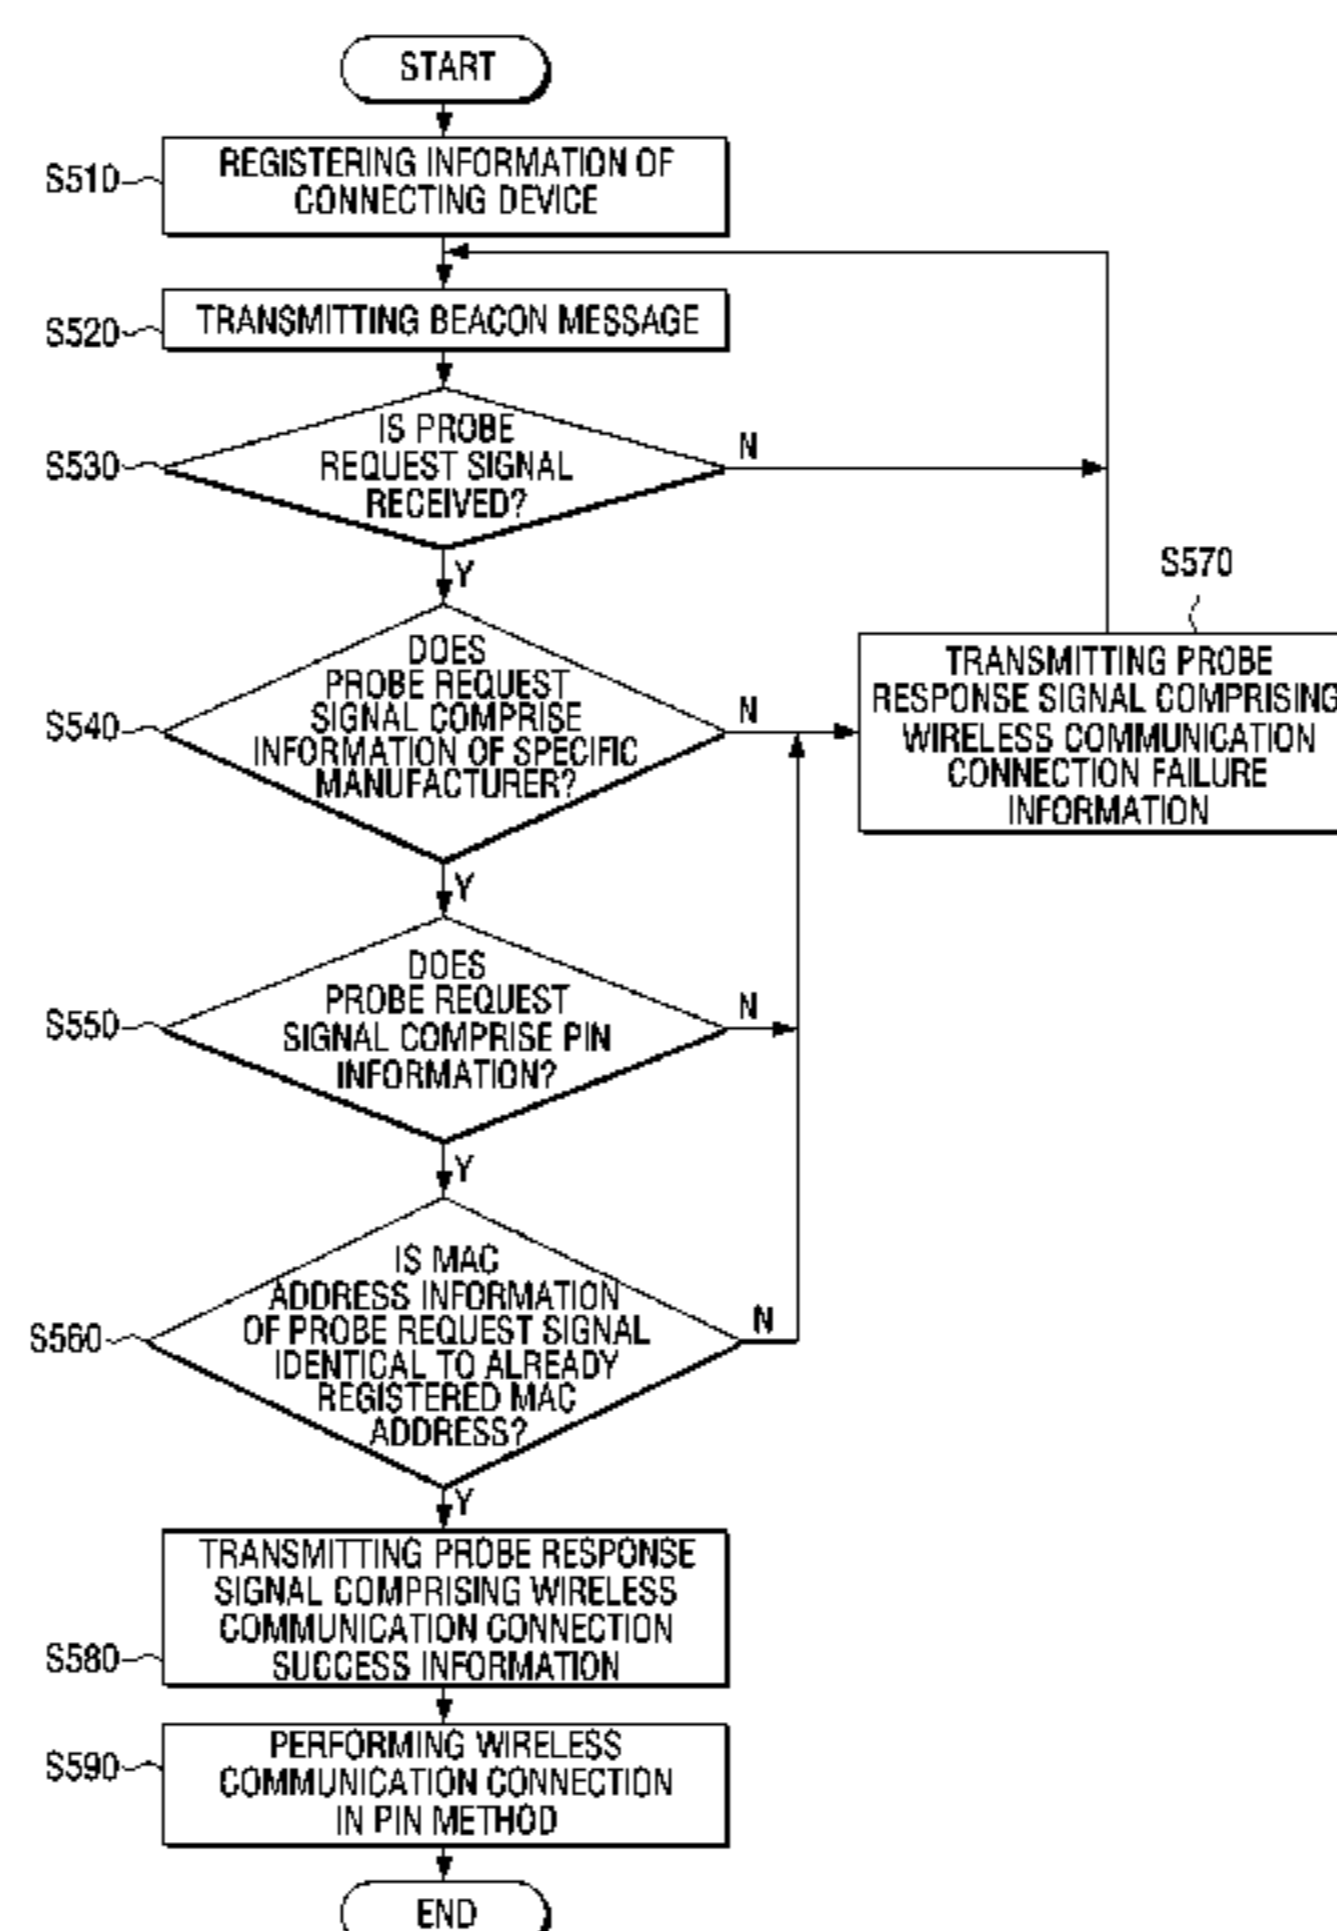 START
S510
REGISTERING INFORMATION OF
CONNECTING DEVICE
S520
TRANSMITTING BEACON MESSAGE
S530
IS PROBE
REQUEST SIGNAL
RECEIVED?
N
Y
S540
DOES
PROBE REQUEST
SIGNAL COMPRISE
INFORMATION OF SPECIFIC
MANUFACTURER?
N
Y
S570
TRANSMITTING PROBE
RESPONSE SIGNAL COMPRISING
WIRELESS COMMUNICATION
CONNECTION FAILURE
INFORMATION
S550
DOES
PROBE REQUEST
SIGNAL COMPRISE PIN
INFORMATION?
N
Y
S560
IS MAC
ADDRESS INFORMATION
OF PROBE REQUEST SIGNAL
IDENTICAL TO ALREADY
REGISTERED MAC
ADDRESS?
N
Y
S580
TRANSMITTING PROBE RESPONSE
SIGNAL COMPRISING WIRELESS
COMMUNICATION CONNECTION
SUCCESS INFORMATION
S590
PERFORMING WIRELESS
COMMUNICATION CONNECTION
IN PIN METHOD
END